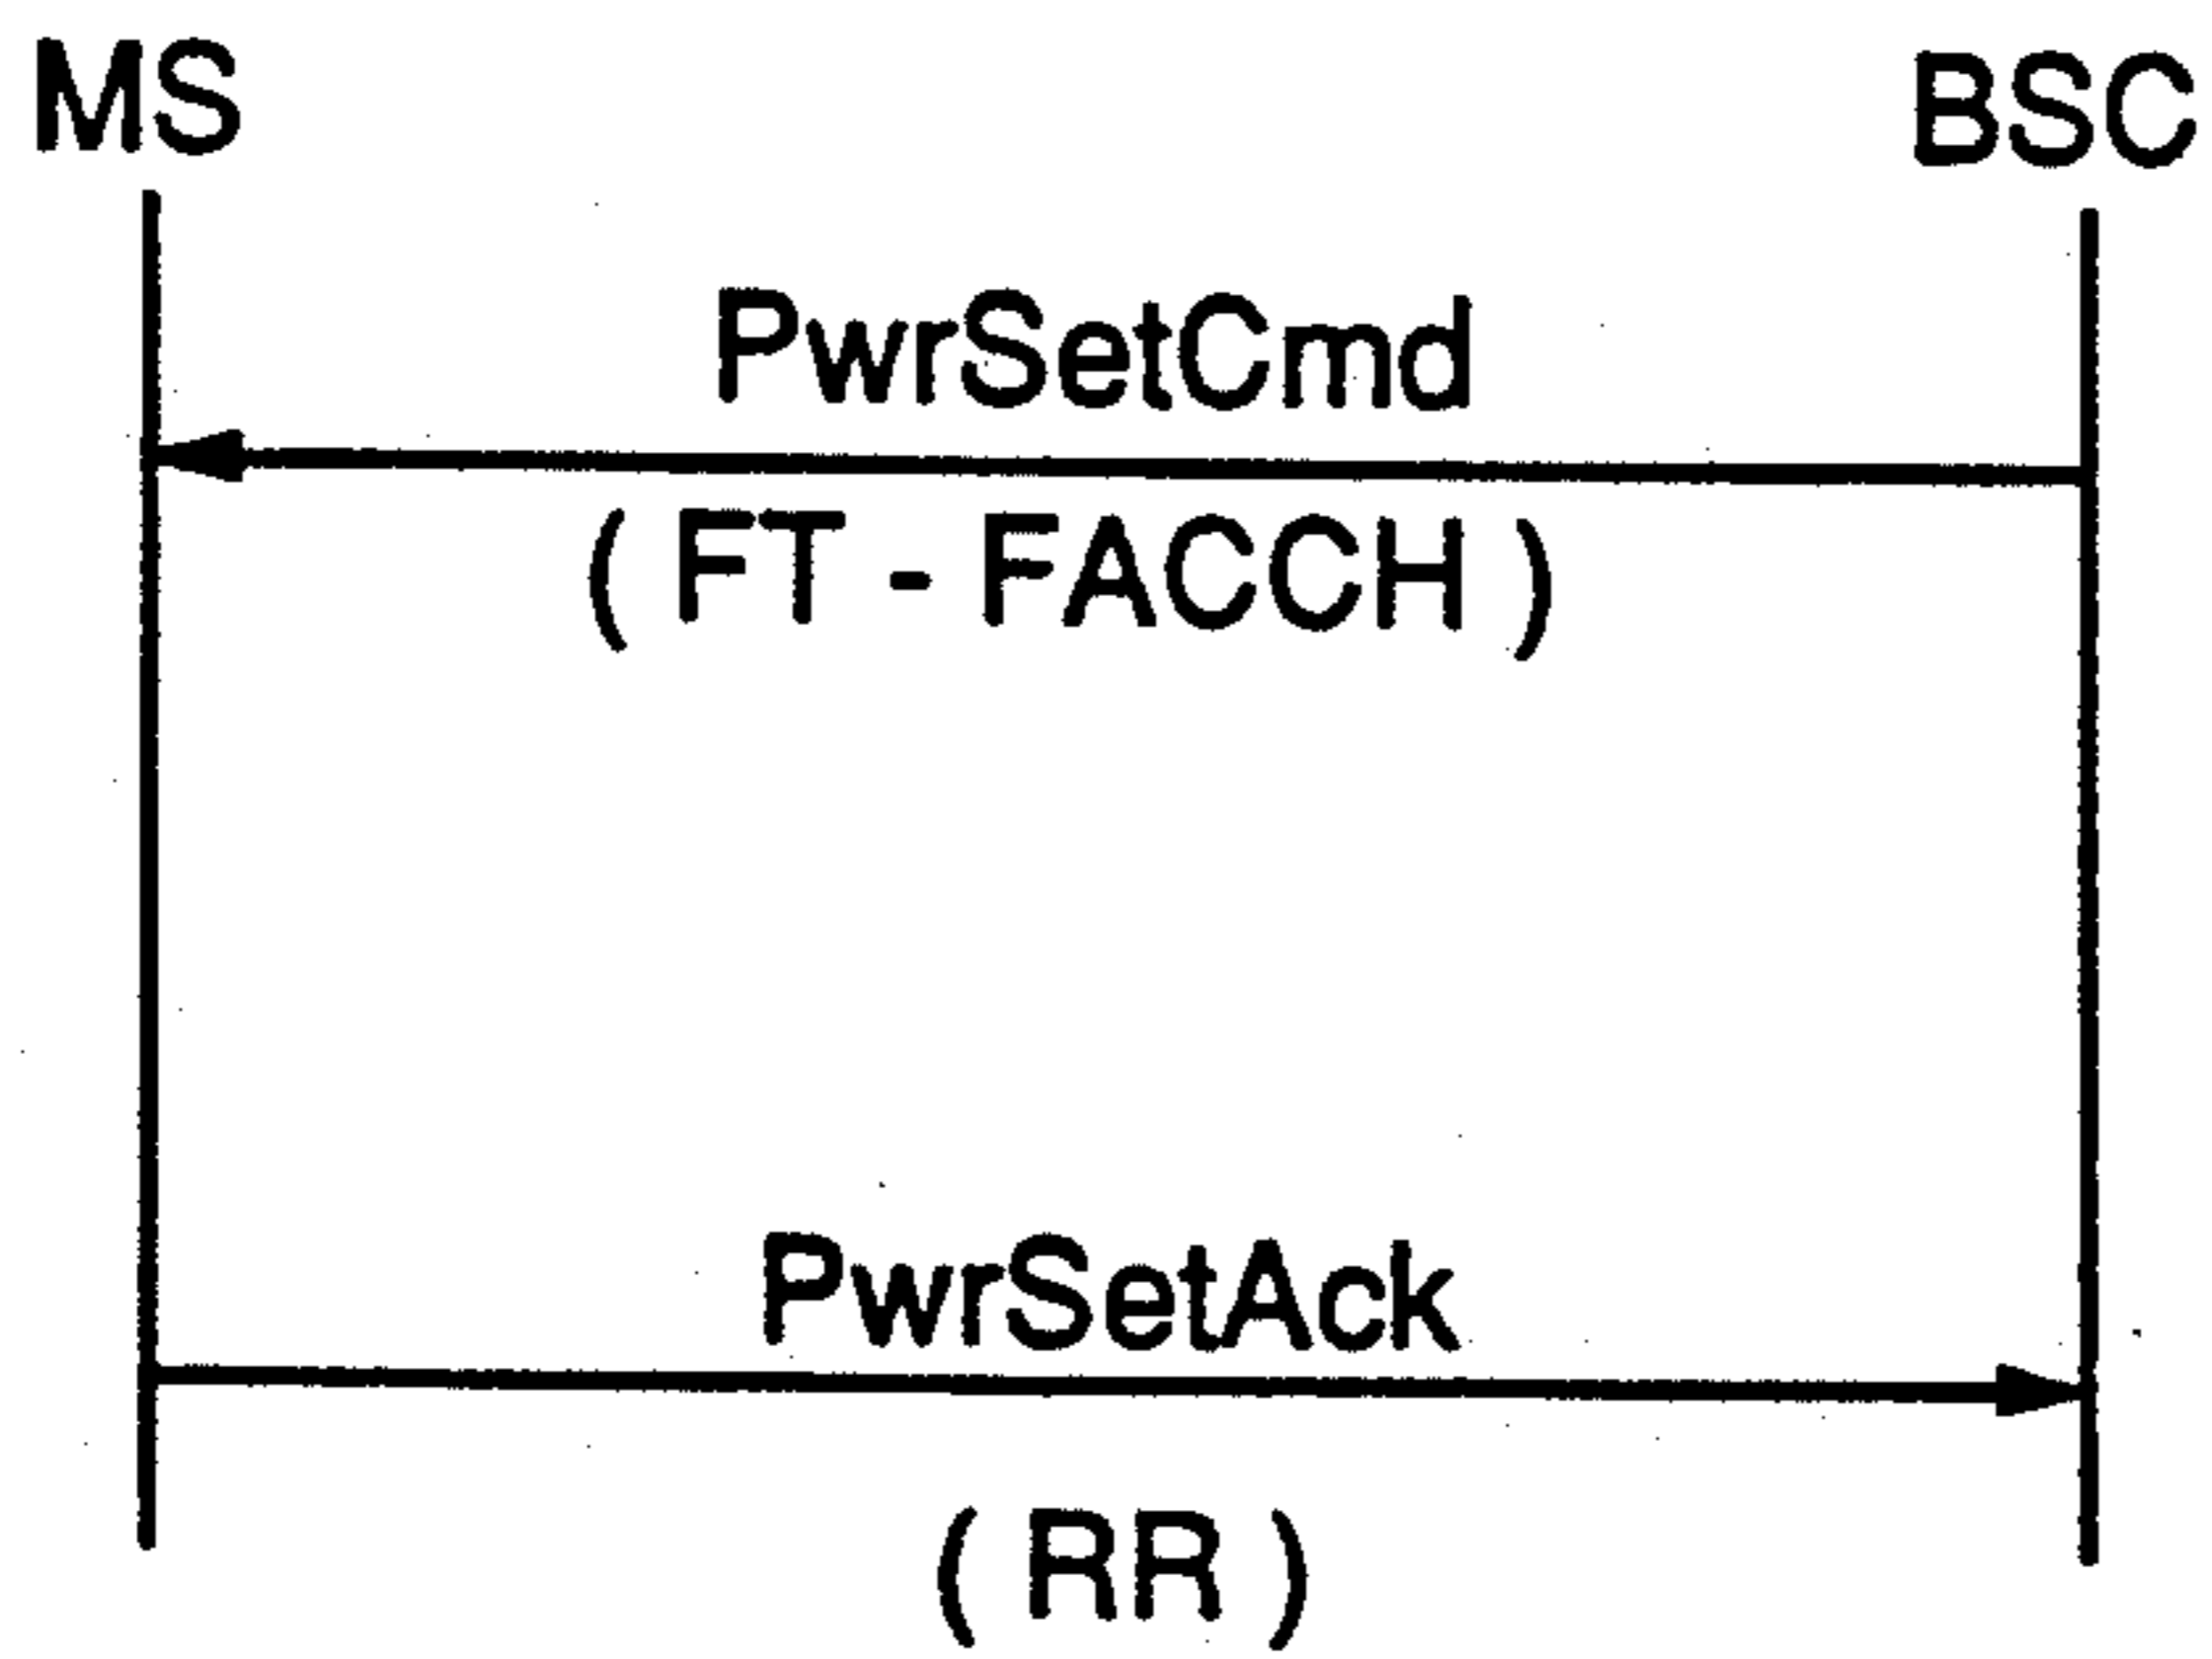 MS BSC
PwrSetCmd
( FT - FACCH )
PwrSetAck
( RR )